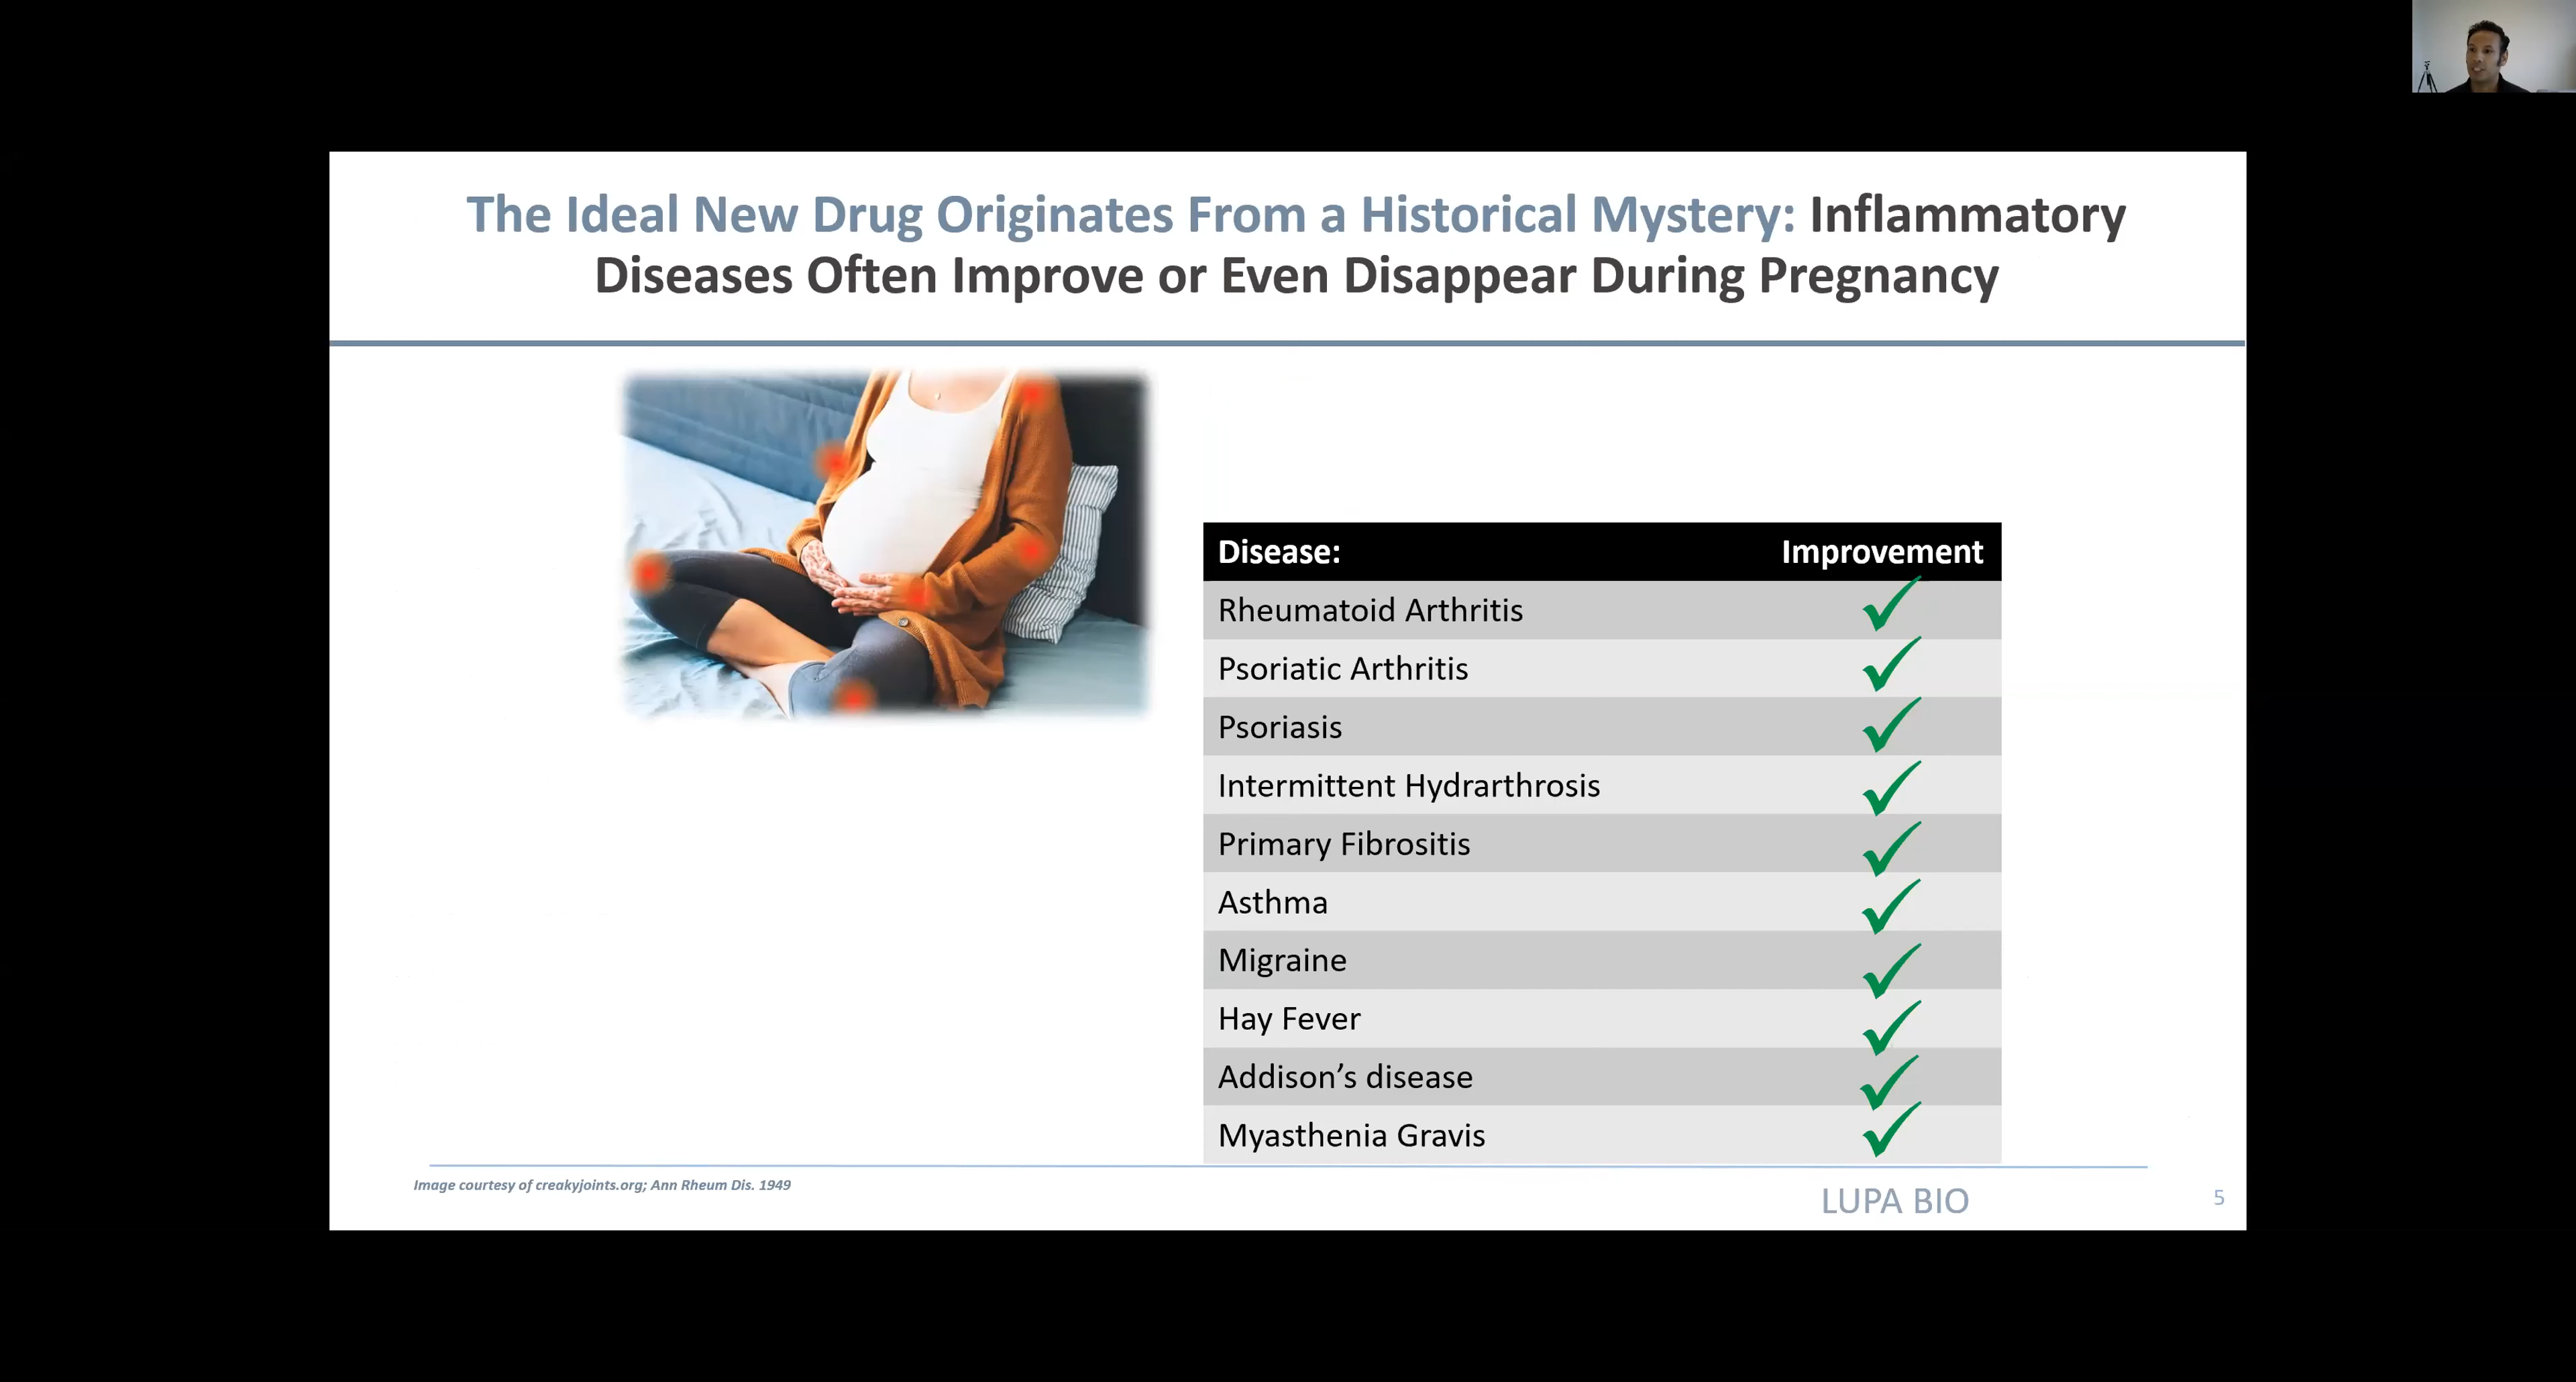 The Ideal New Drug Originates From a Historical Mystery: Inflammatory
Diseases Often Improve or Even Disappear During Pregnancy
Disease: Improvement
Rheumatoid Arthritis
Psoriatic Arthritis
Psoriasis
Intermittent Hydrarthrosis
Primary Fibrositis
Asthma
Migraine
Hay Fever
Addison’s disease
Myasthenia Gravis
Image courtesy of creakyjoints.org; Ann Rheum Dis. 1949
LUPA BIO
5